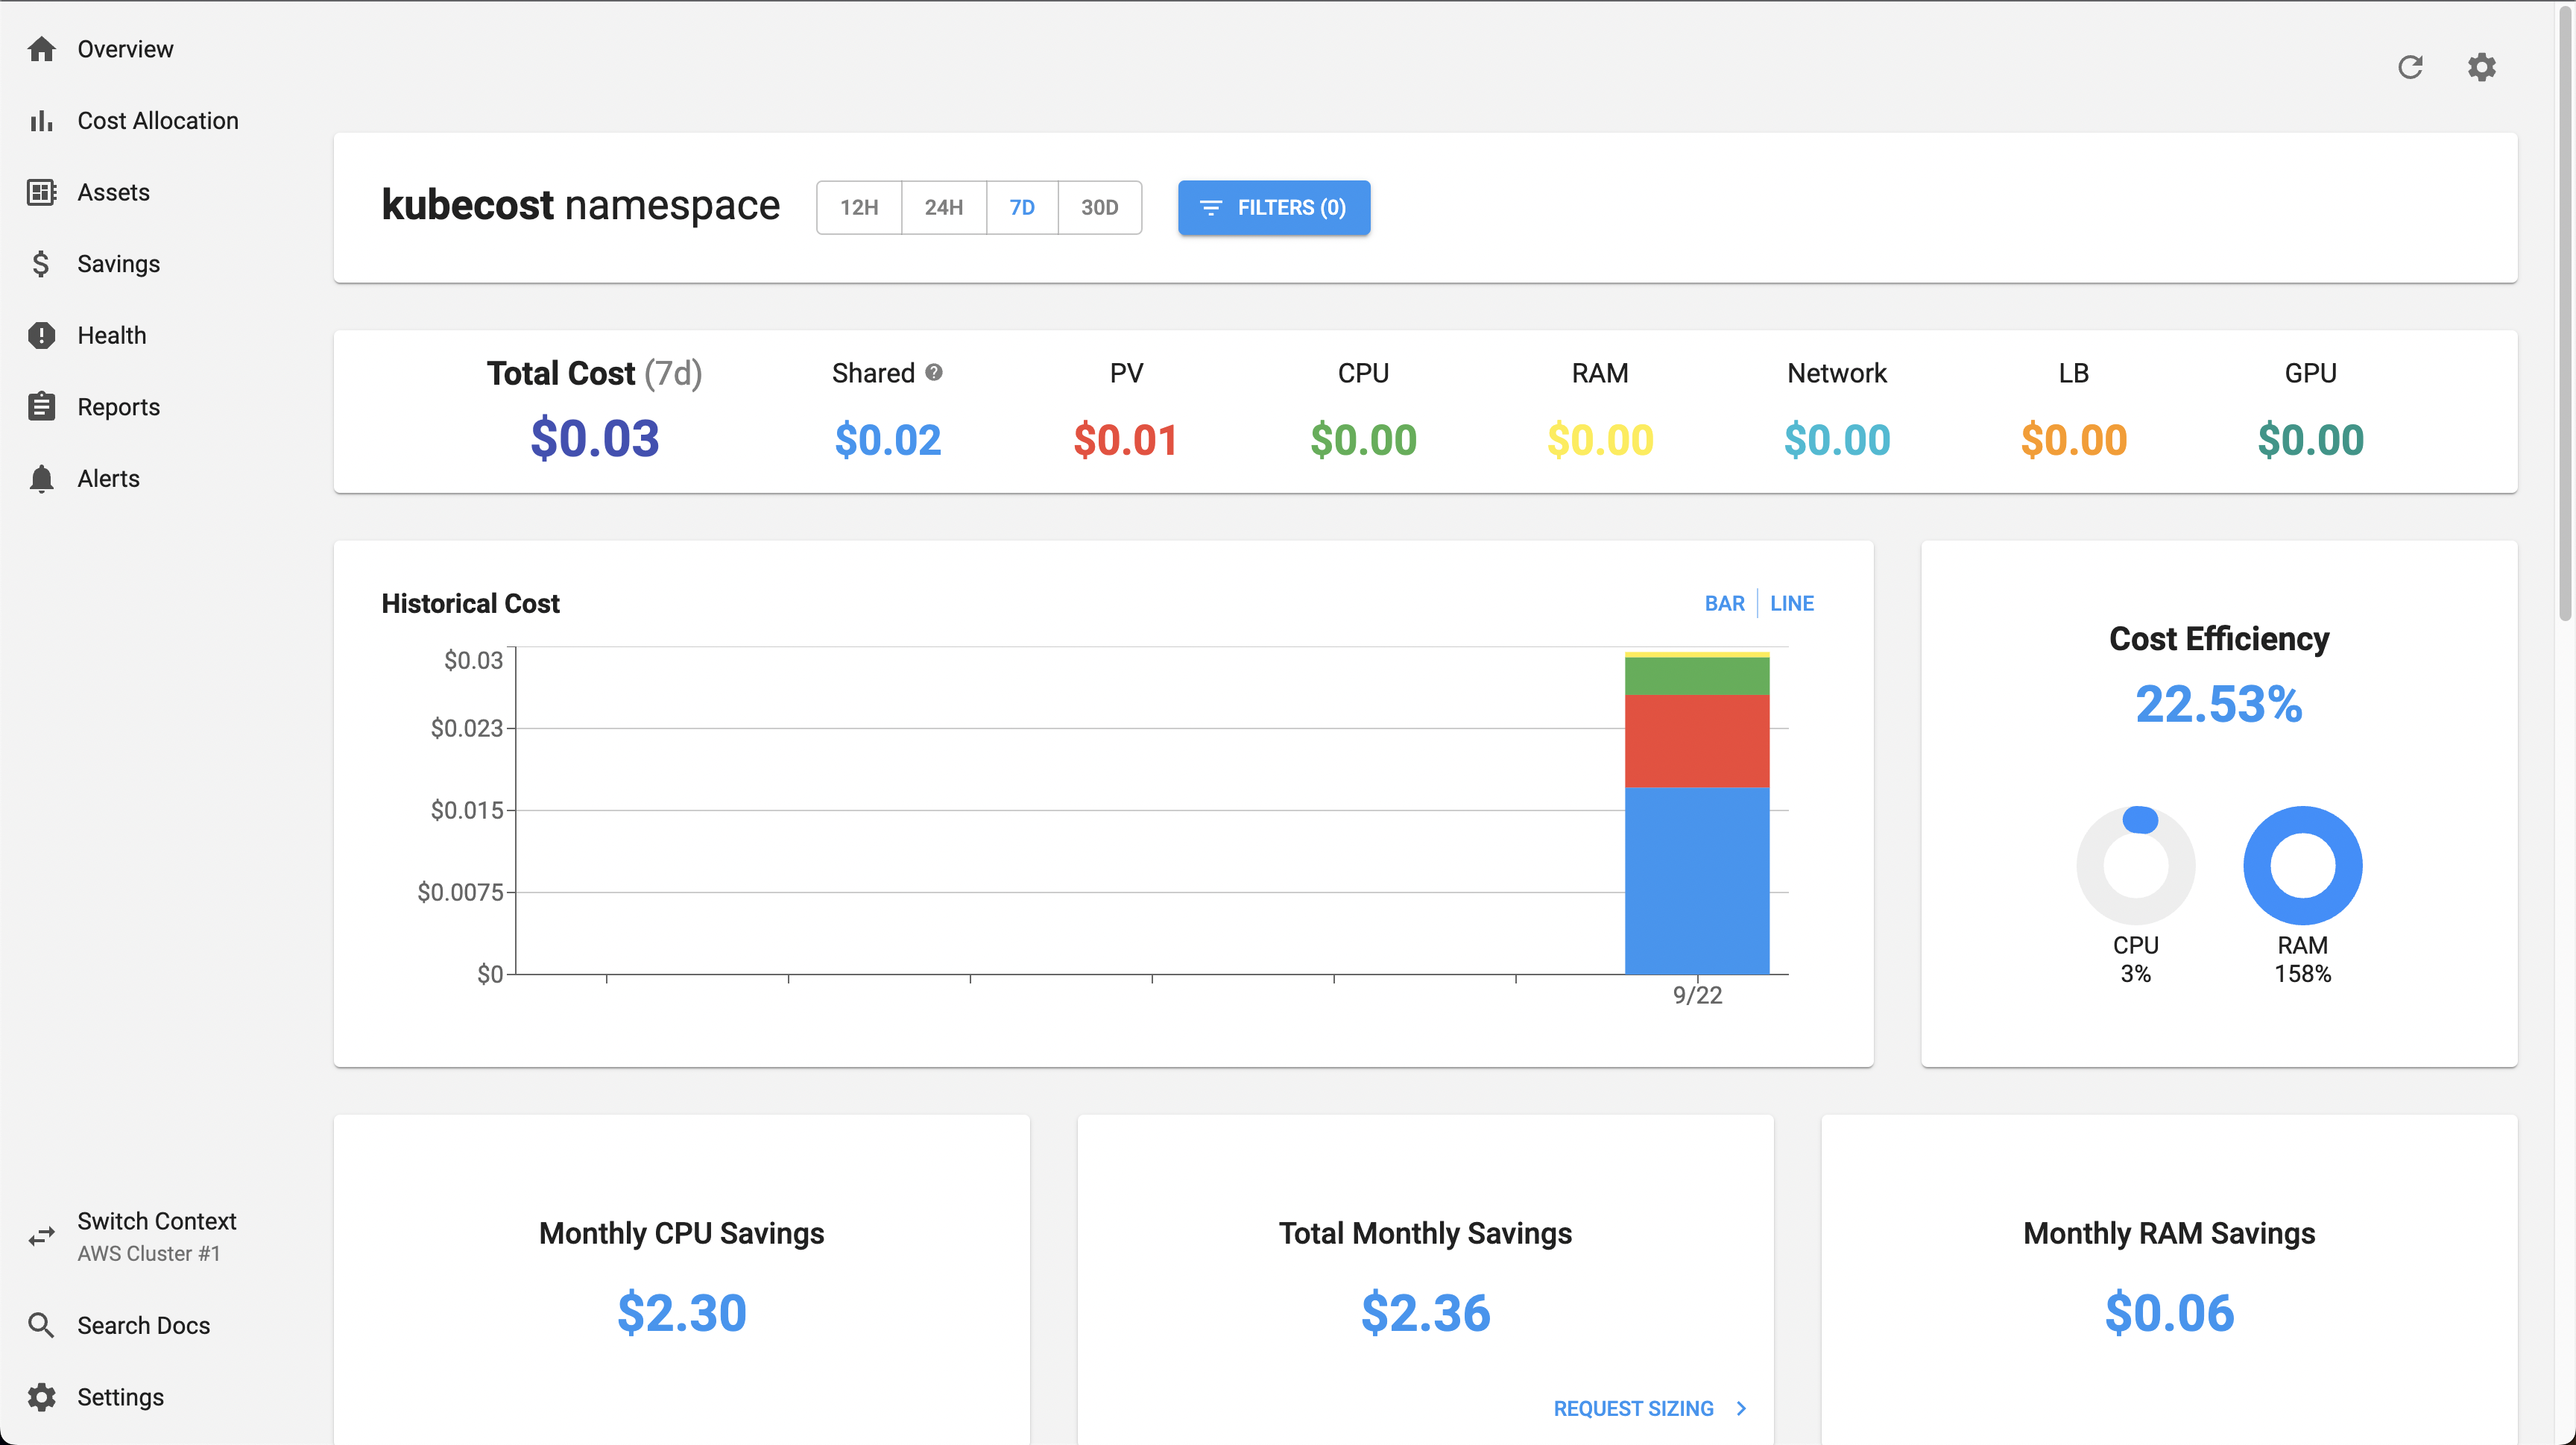 Overview
Cost Allocation
Assets
Savings
Health
Reports
Alerts
Switch Context
AWS Cluster #1
Search Docs
Settings
kubecost namespace
12H 24H 7D 30D
FILTERS (0)
Total Cost (7d) Shared PV CPU RAM Network LB GPU
$0.03 $0.02 $0.01 $0.00 $0.00 $0.00 $0.00 $0.00
Historical Cost
BAR LINE
$0.03
$0.023
$0.015
$0.0075
$0
9/22
Cost Efficiency
22.53%
CPU RAM
3% 158%
Monthly CPU Savings
$2.30
Total Monthly Savings
$2.36
REQUEST SIZING
Monthly RAM Savings
$0.06